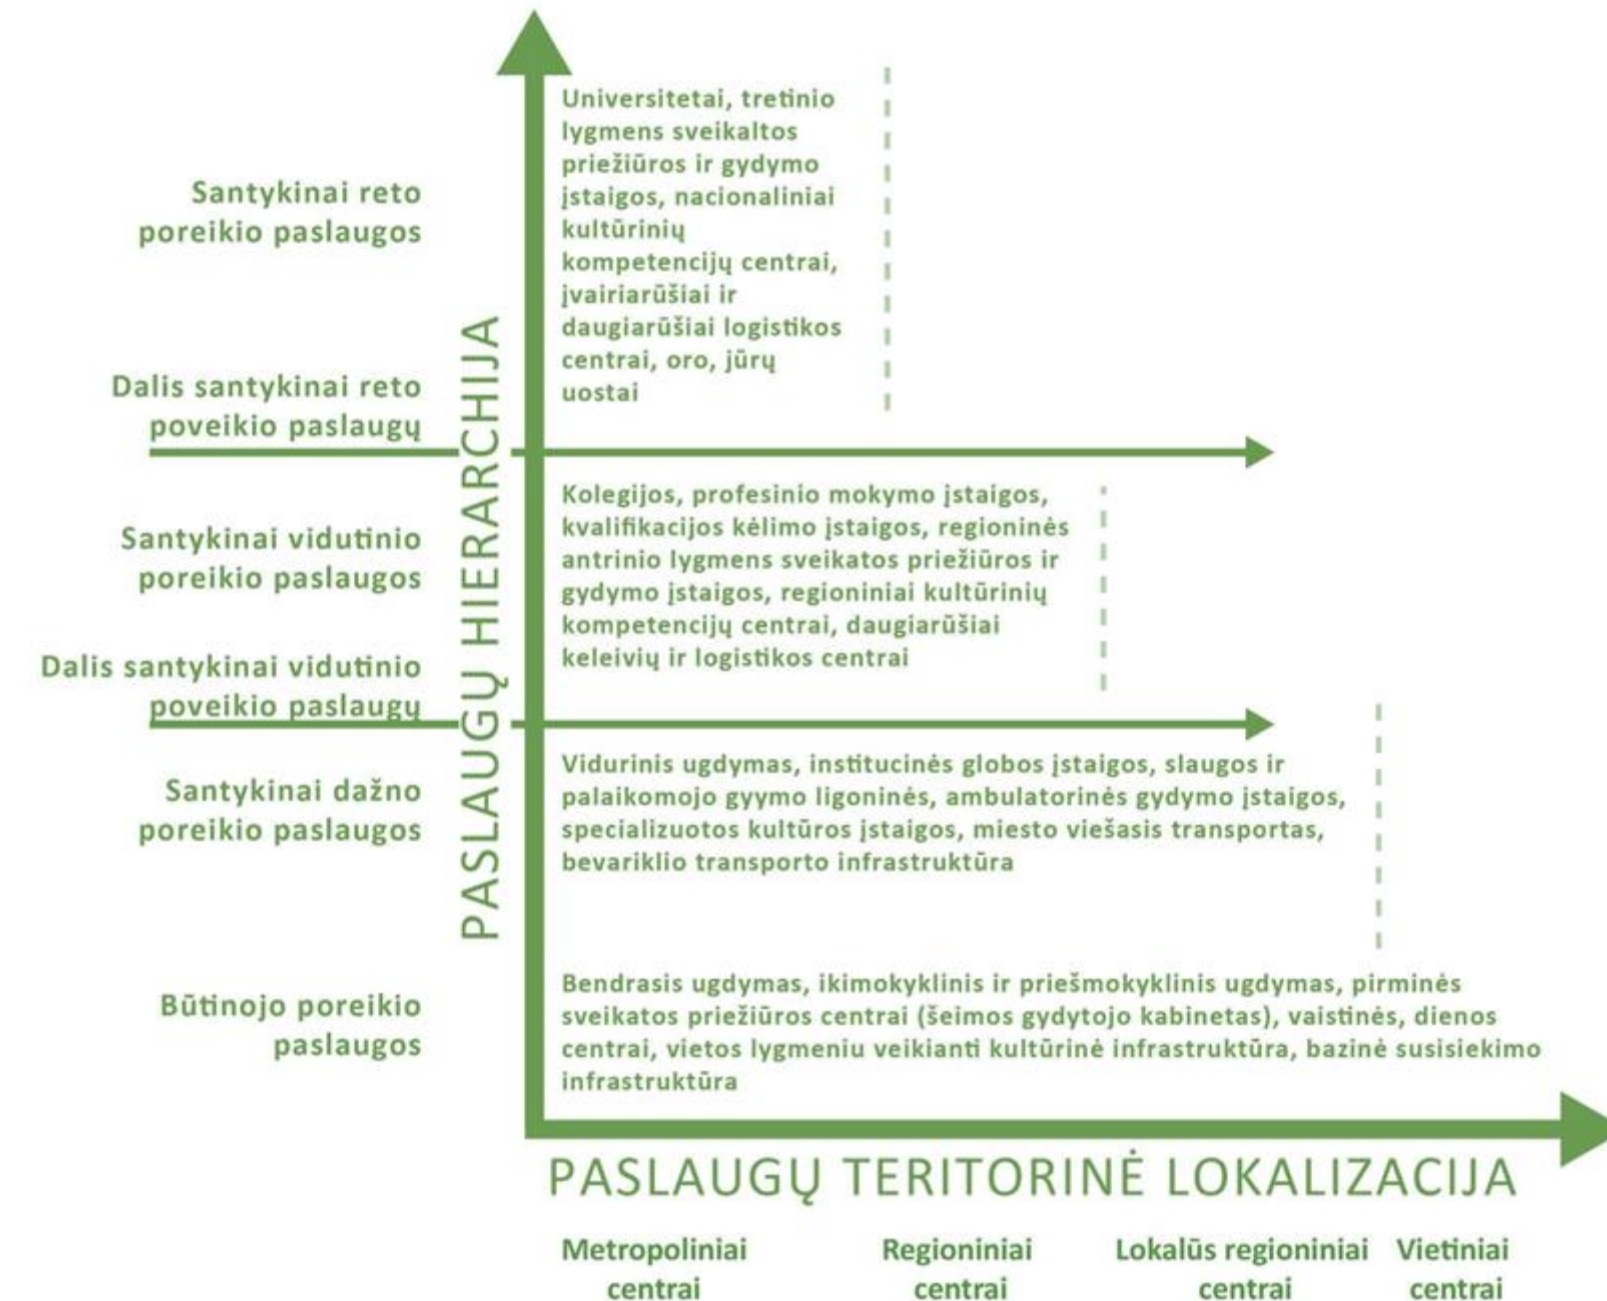 Santykinai reto
poreikio paslaugos
Universitetai, tretinio
lygmens sveikaltos
priežiūros ir gydymo
įstaigos, nacionaliniai
kultūrinių
kompetencijų centrai,
įvairiarūšiai ir
daugiarūšiai logistikos
centrai, oro, jūrų
uostai
Dalis santykinai reto
poveikio paslaugų
PASLAUGŲ HIERARCHIJA
Santykinai vidutinio
poreikio paslaugos
Kolegijos, profesinio mokymo įstaigos,
kvalifikacijos kėlimo įstaigos, regioninės
antrinio lygmens sveikatos priežiūros ir
gydymo įstaigos, regioniniai kultūrinių
kompetencijų centrai, daugiarūšiai
keleivių ir logistikos centrai
Dalis santykinai vidutinio
poveikio paslaugų
Santykinai dažno
poreikio paslaugos
Vidurinis ugdymas, institucinės globos įstaigos, slaugos ir
palaikomojo gyymo ligoninės, ambulatorinės gydymo įstaigos,
specializuotos kultūros įstaigos, miesto viešasis transportas,
bevariklio transporto infrastruktūra
Būtinojo poreikio
paslaugos
Bendrasis ugdymas, ikimokyklinis ir priešmokyklinis ugdymas, pirminės
sveikatos priežiūros centrai (šeimos gydytojo kabinetas), vaistinės, dienos
centrai, vietos lygmeniu veikianti kultūrinė infrastruktūra, bazinė susisiekimo
infrastruktūra
PASLAUGŲ TERITORINĖ LOKALIZACIJA
Metropoliniai
centrai
Regioniniai
centrai
Lokalūs regioniniai
centrai
Vietiniai
centrai